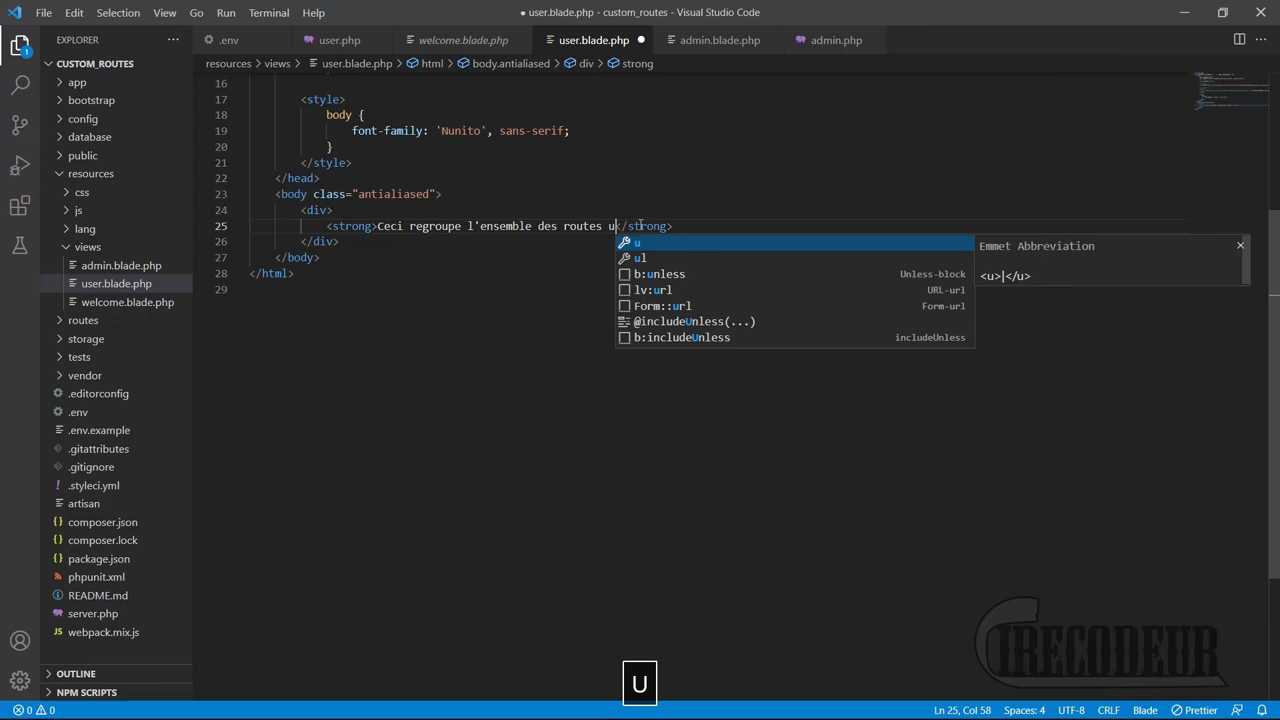 File Edit Selection View Go Run Terminal Help
● user.blade.php - custom_routes - Visual Studio Code
EXPLORER
1
CUSTOM_ROUTES
app
bootstrap
config
database
public
resources
css
js
lang
views
admin.blade.php
user.blade.php
welcome.blade.php
routes
storage
tests
vendor
.editorconfig
.env
.env.example
.gitattributes
.gitignore
.styleci.yml
artisan
composer.json
composer.lock
package.json
phpunit.xml
README.md
server.php
webpack.mix.js
OUTLINE
NPM SCRIPTS
.env user.php welcome.blade.php user.blade.php ● admin.blade.php admin.php
resources > views > user.blade.php > html > body.antialiased > div > strong
16
17 <style>
18 body {
19 font-family: 'Nunito', sans-serif;
20 }
21 </style>
22 </head>
23 <body class="antialiased">
24 <div>
25 <strong>Ceci regroupe l'ensemble des routes u</strong>
26 </div>
27 </body>
28 </html>
29
u
ul
b:unless Unless-block
lv:url URL-url
Form::url Form-url
@includeUnless(...)
b:includeUnless includeUnless
Emmet Abbreviation
<u>|</u>
IRECODEUR
U
0 0 Ln 25, Col 58 Spaces: 4 UTF-8 CRLF Blade Prettier